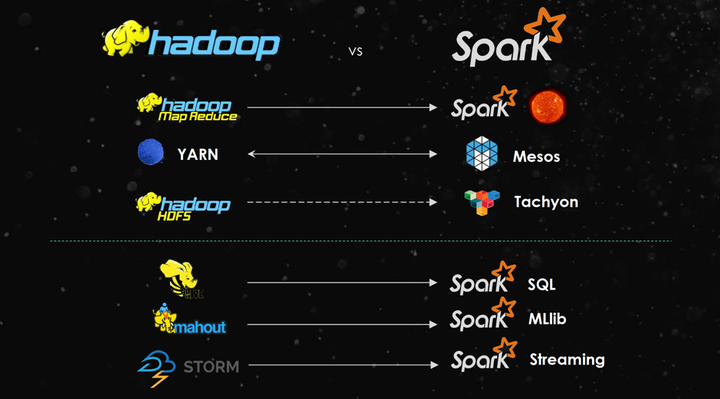 hadoop vs Spark
hadoop Map Reduce Spark
YARN Mesos
hadoop HDFS Tachyon
Spark SQL
mahout Spark MLlib
STORM Spark Streaming